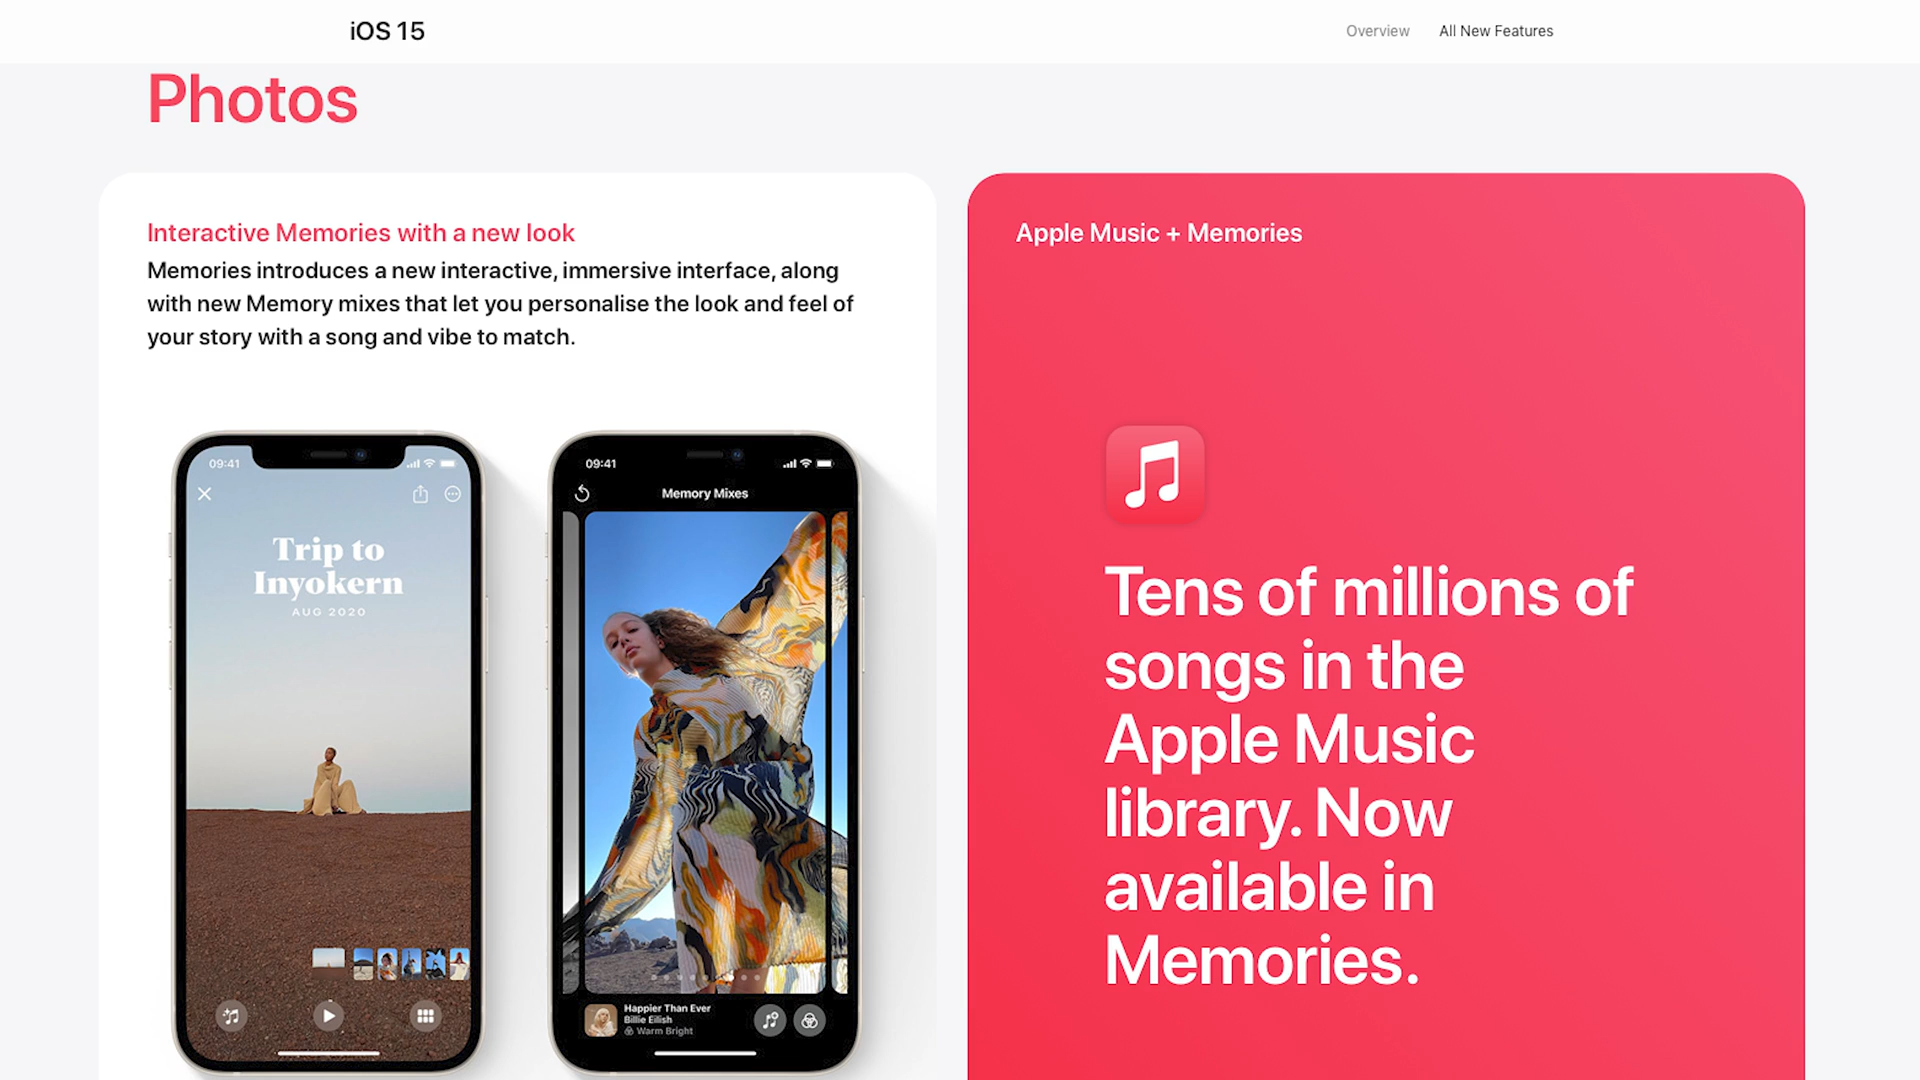 iOS 15
Overview
All New Features
Photos
Interactive Memories with a new look
Memories introduces a new interactive, immersive interface, along
with new Memory mixes that let you personalise the look and feel of
your story with a song and vibe to match.
09:41
Trip to
Inyokern
AUG 2020
09:41
Memory Mixes
Happier Than Ever
Billie Eilish
Warm Bright
Apple Music + Memories
Tens of millions of
songs in the
Apple Music
library. Now
available in
Memories.